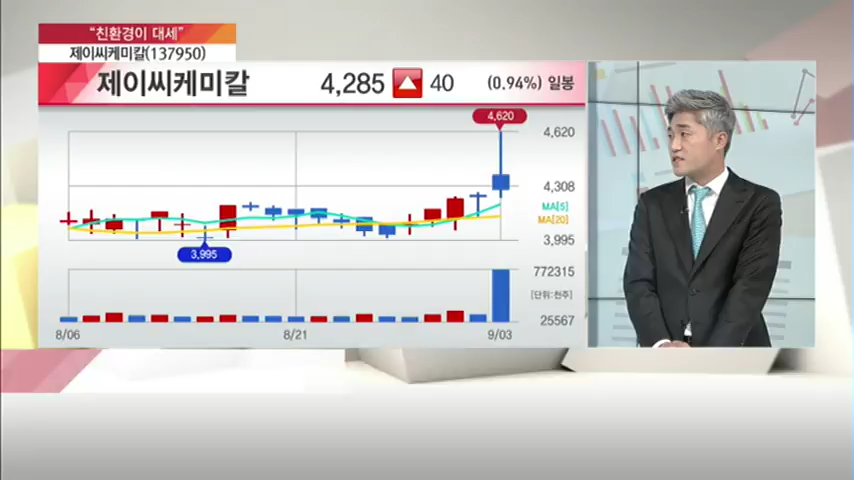 “친환경이 대세”
제이씨케미칼(137950)
제이씨케미칼 4,285 40 (0.94%) 일봉
4,620
4,620
4,308
MA[5]
MA[20]
3,995
3,995
772315
[단위:천주]
25567
8/06 8/21 9/03